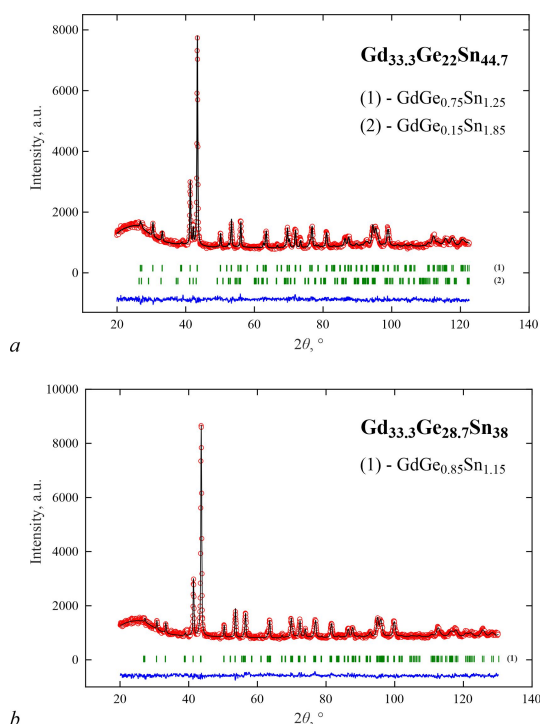 8000
Gd33.3Ge22Sn44.7
6000
(1) - GdGe0.75Sn1.25
(2) - GdGe0.15Sn1.85
Intensity, a.u.
4000
2000
0
(1)
(2)
20 40 60 80 100 120 140
2θ, °
a
10000
Gd33.3Ge28.7Sn38
8000
(1) - GdGe0.85Sn1.15
Intensity, a.u.
6000
4000
2000
0
(1)
20 40 60 80 100 120 140
2θ, °
b